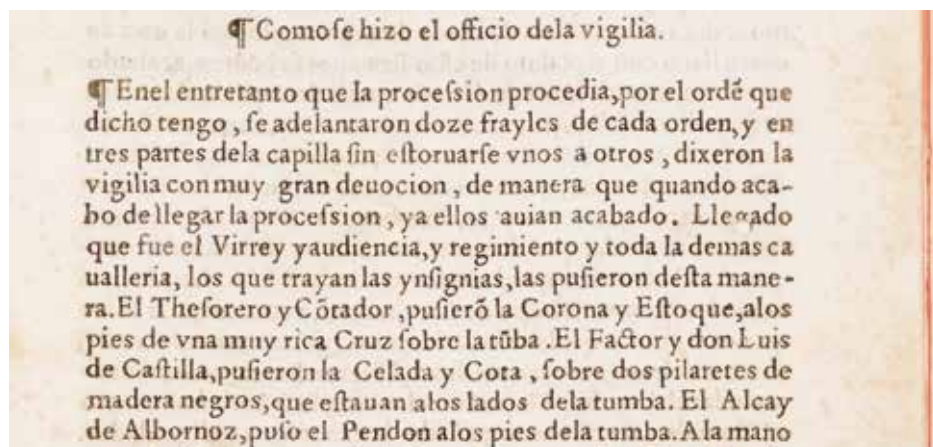 ¶ Comoſe hizo el officio dela vigilia.
¶ Enel entretanto que la proceſsion procedia,por el ordẽ que
dicho tengo, ſe adelantaron doze frayles de cada orden,y en
tres partes dela capilla ſin eſtoruarſe vnos a otros, dixeron la
vigilia con muy gran deuocion, de manera que quando aca-
bo de llegar la proceſsion, ya ellos auian acabado. Llegado
que fue el Virrey yaudiencia,y regimiento y toda la demas ca
ualleria, los que trayan las ynſignias,las puſieron deſta mane-
ra.El Theſorero y Cõtador,puſierõ la Corona y Eſtoque,alos
pies de vna muy rica Cruz ſobre la tũba.El Factor y don Luis
de Caſtilla,puſieron la Celada y Cota, ſobre dos pilaretes de
madera negros,que eſtauan alos lados dela tumba. El Alcay
de Albornoz,puſo el Pendon alos pies dela tumba.Ala mano